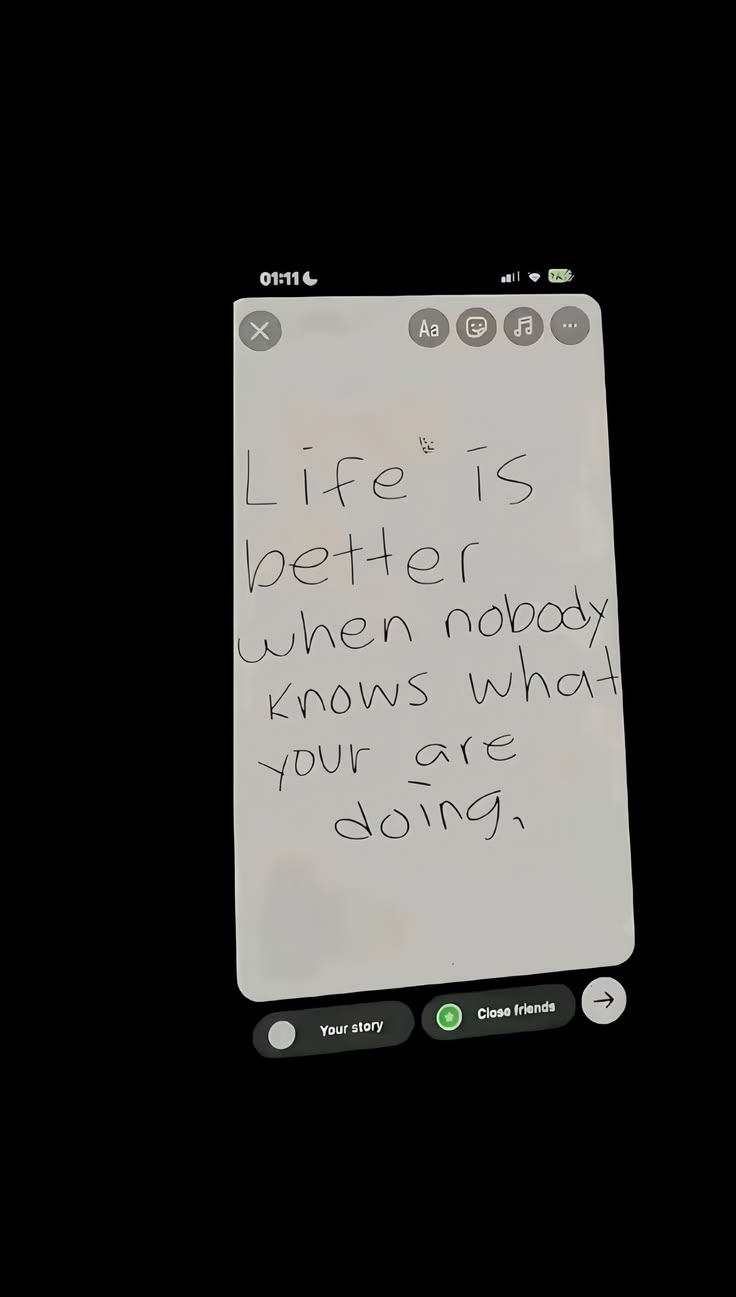 01:11
Aa
Life is
better
when nobody
knows what
your are
doing,
Your story
Close friends